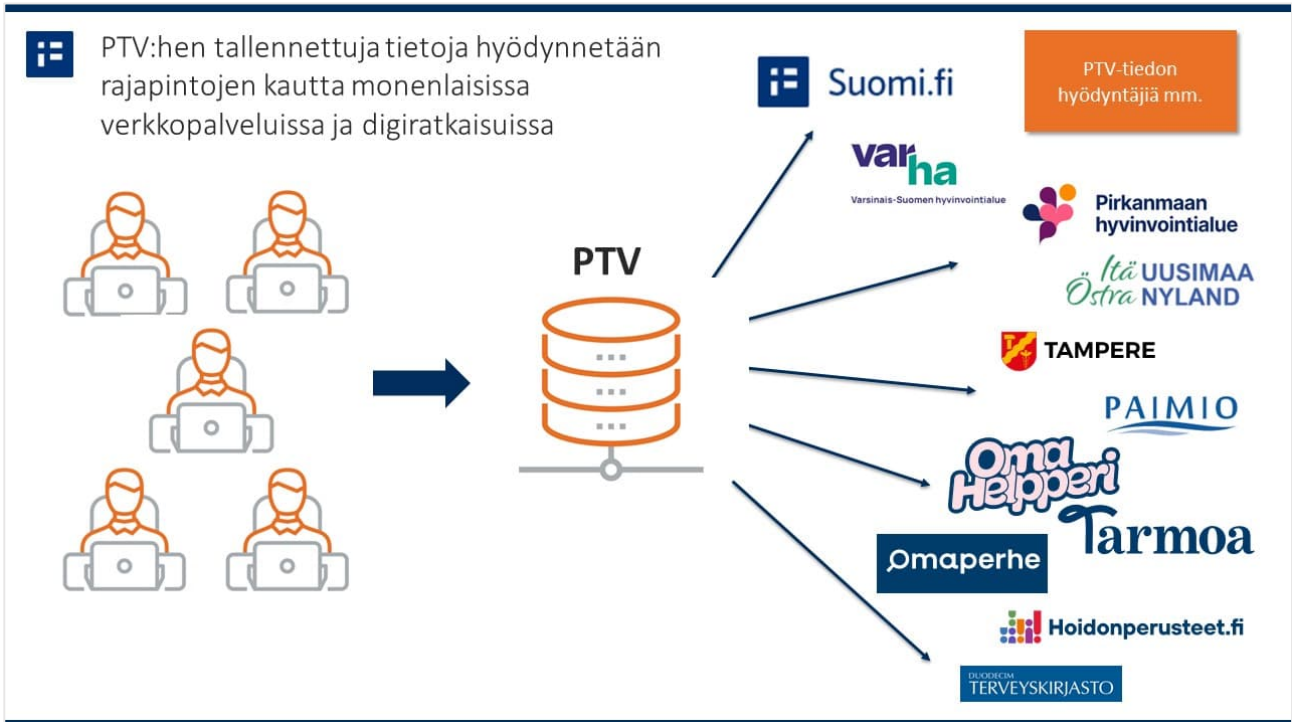 PTV:hen tallennettuja tietoja hyödynnetään
rajapintojen kautta monenlaisissa
verkkopalveluissa ja digiratkaisuissa
Suomi.fi
PTV-tiedon
hyödyntäjiä mm.
varha
Varsinais-Suomen hyvinvointialue
Pirkanmaan
hyvinvointialue
PTV
Itä UUSIMAA
Östra NYLAND
TAMPERE
PAIMIO
Oma
Helpperi
Tarmoa
Omaperhe
Hoidonperusteet.fi
DUODECIM
TERVEYSKIRJASTO